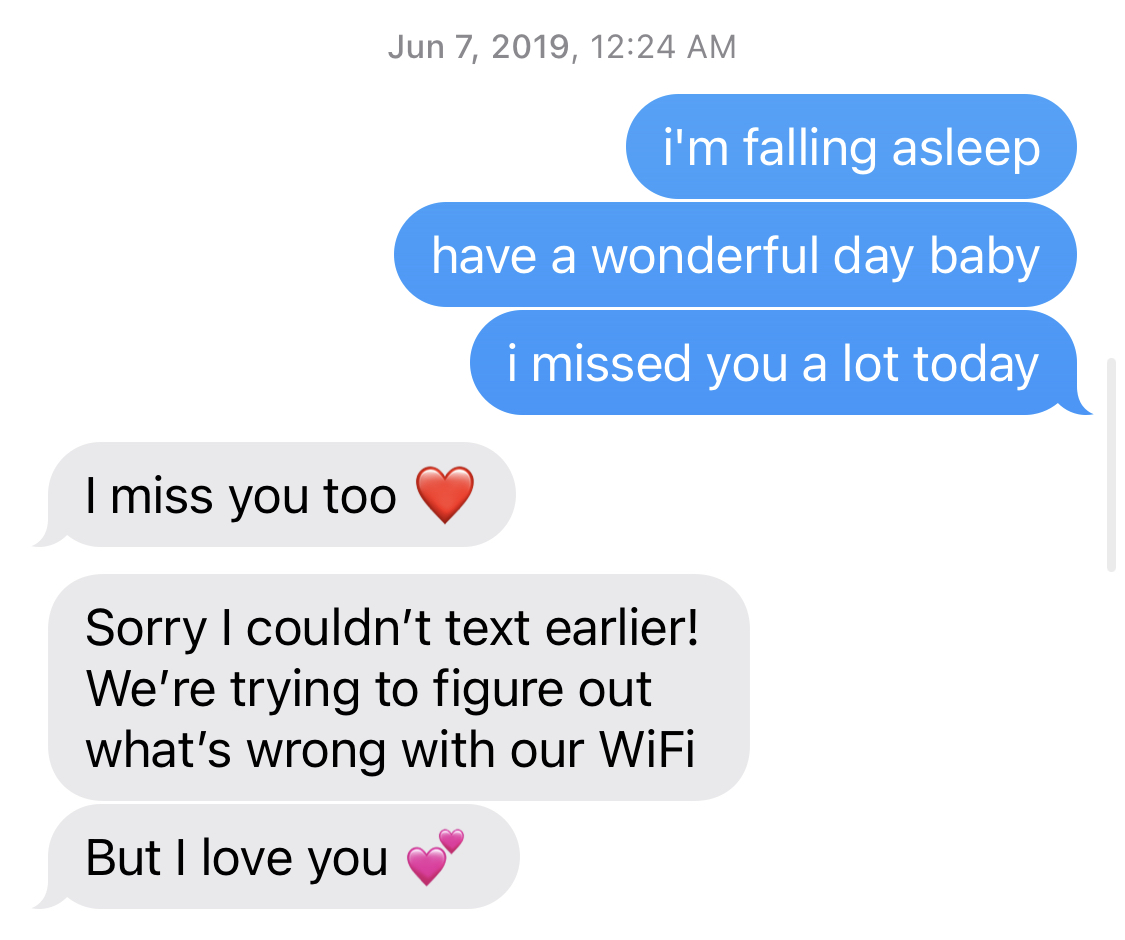 Jun 7, 2019, 12:24 AM
i'm falling asleep
have a wonderful day baby
i missed you a lot today
I miss you too ❤️
Sorry I couldn’t text earlier!
We’re trying to figure out
what’s wrong with our WiFi
But I love you 💕